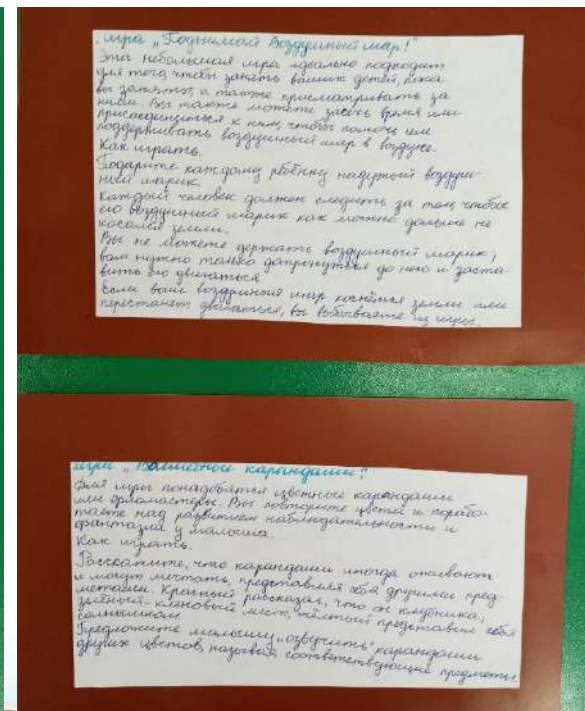 Игра „Поднимай Воздушный шар!"
Эта небольшая игра идеально подходит
для того, чтобы занять ваших детей, пока
вы заняты, а также присматривать за
ними. Вы также можете засечь время или
присоединиться к ним, чтобы помочь им
поддерживать воздушный шар в воздухе.
Как играть.
Подарите каждому ребёнку надутый воздуш-
ный шарик.
Каждый человек должен следить за тем, чтобы
его воздушный шарик как можно дольше не
касался земли.
Вы не можете держать воздушный шарик,
вам нужно только дотронуться до него и заста-
вить его двигаться.
Если ваш воздушный шар коснётся земли или
перестанет двигаться, вы выбываете из игры.
Игра „Волшебные карандаши"
Для игры понадобятся цветные карандаши
или фломастеры. Вы повторите цвета и порабо-
таете над развитием наблюдательности и
фантазии у малыша.
Как играть.
Расскажите, что карандаши иногда оживают
и могут мечтать, представляя себя другими пред-
метами. Красный рассказал, что он клубника,
зелёный - кленовый лист, жёлтый представил себя
солнышком.
Предложите малышу „озвучить" карандаши
других цветов, называя соответствующие предметы.